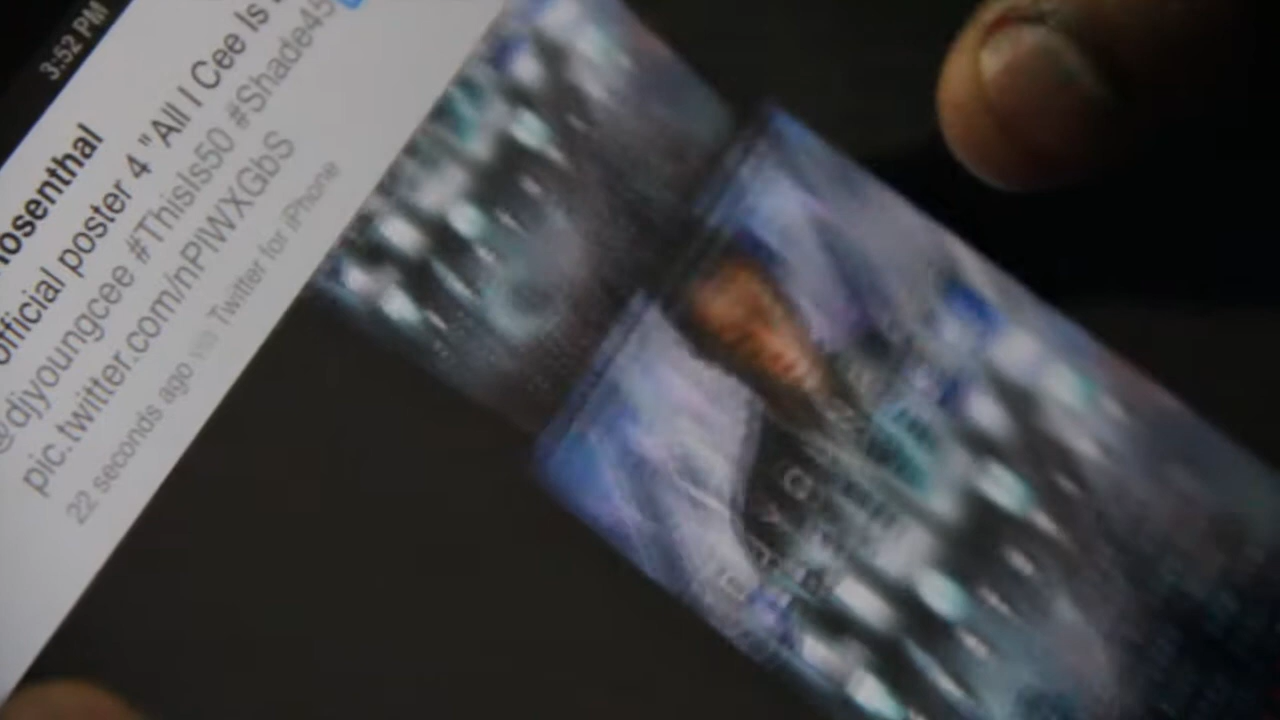 3:52 PM
osenthal
official poster 4 "All I Cee Is
@djyoungcee #ThisIs50 #Shade45
pic.twitter.com/nPIWXGbS
22 seconds ago via Twitter for iPhone